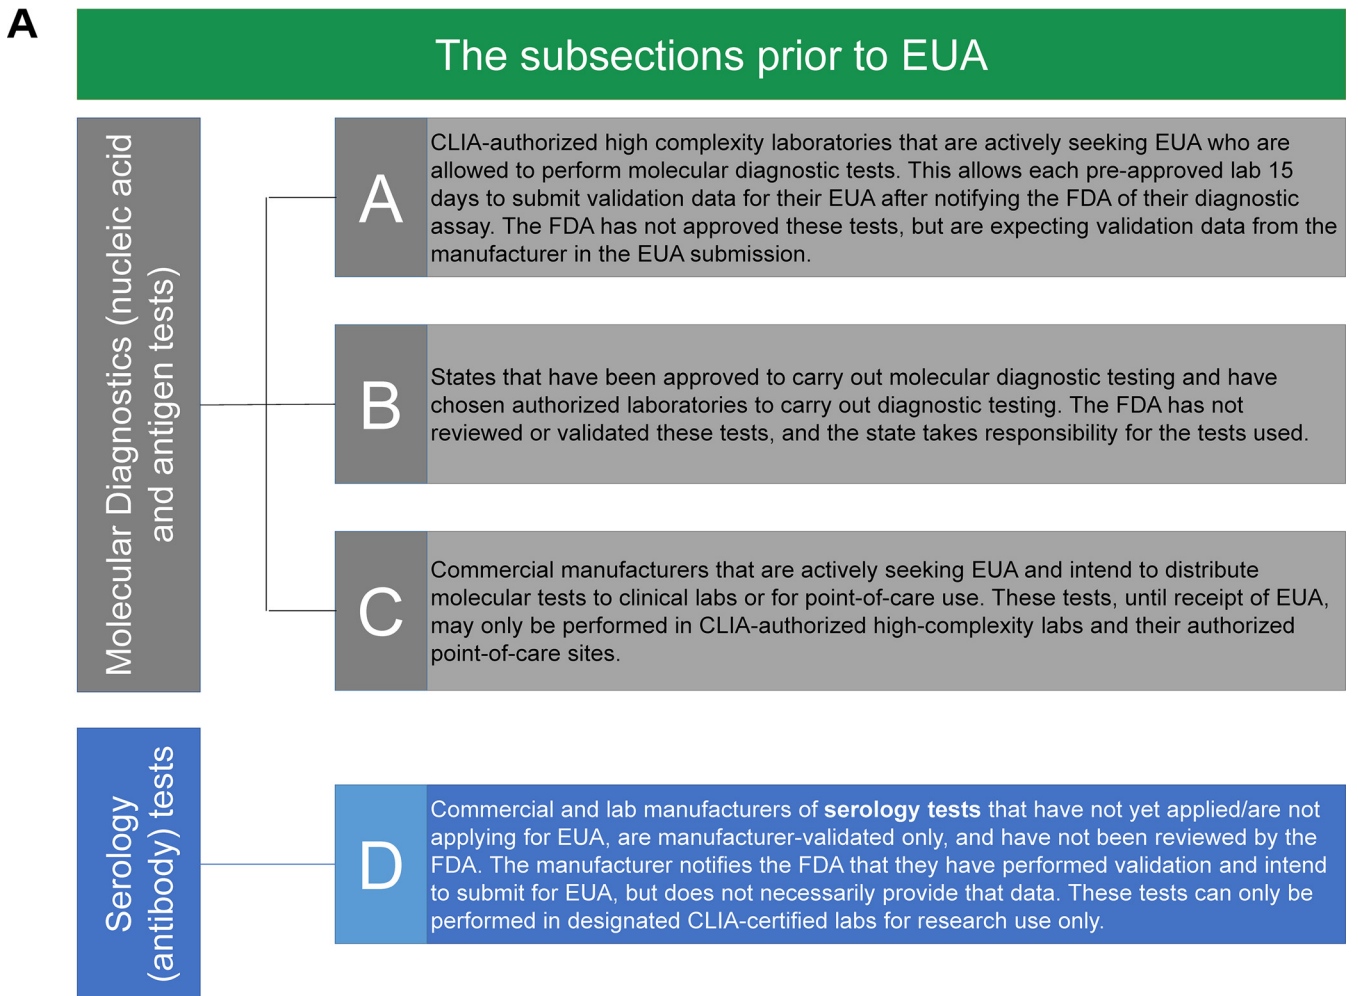 A
The subsections prior to EUA
Molecular Diagnostics (nucleic acid
and antigen tests)
A
CLIA-authorized high complexity laboratories that are actively seeking EUA who are
allowed to perform molecular diagnostic tests. This allows each pre-approved lab 15
days to submit validation data for their EUA after notifying the FDA of their diagnostic
assay. The FDA has not approved these tests, but are expecting validation data from the
manufacturer in the EUA submission.
B
States that have been approved to carry out molecular diagnostic testing and have
chosen authorized laboratories to carry out diagnostic testing. The FDA has not
reviewed or validated these tests, and the state takes responsibility for the tests used.
C
Commercial manufacturers that are actively seeking EUA and intend to distribute
molecular tests to clinical labs or for point-of-care use. These tests, until receipt of EUA,
may only be performed in CLIA-authorized high-complexity labs and their authorized
point-of-care sites.
Serology
(antibody) tests
D
Commercial and lab manufacturers of serology tests that have not yet applied/are not
applying for EUA, are manufacturer-validated only, and have not been reviewed by the
FDA. The manufacturer notifies the FDA that they have performed validation and intend
to submit for EUA, but does not necessarily provide that data. These tests can only be
performed in designated CLIA-certified labs for research use only.